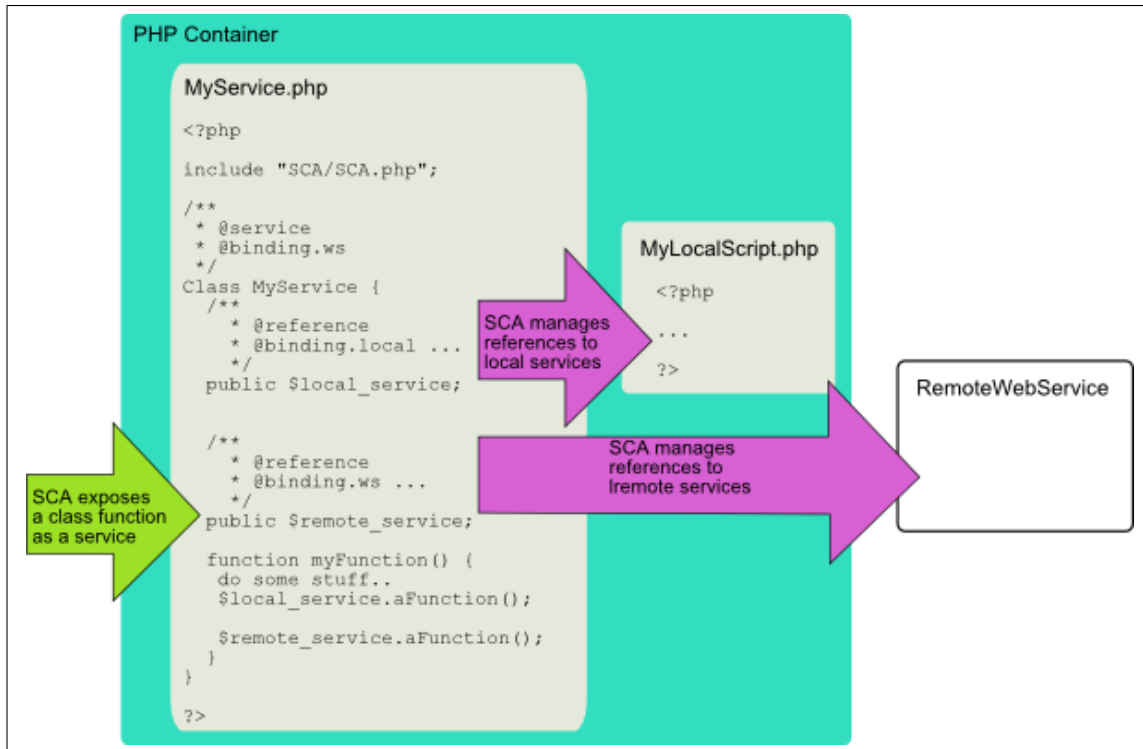 PHP Container
MyService.php
<?php
include "SCA/SCA.php";
/**
* @service
* @binding.ws
*/
Class MyService {
/**
* @reference
* @binding.local ...
*/
public $local_service;
/**
* @reference
* @binding.ws ...
*/
public $remote_service;
function myFunction() {
do some stuff..
$local_service.aFunction();
$remote_service.aFunction();
}
}
?>
SCA exposes
a class function
as a service
SCA manages
references to
local services
MyLocalScript.php
<?php
...
?>
SCA manages
references to
lremote services
RemoteWebService